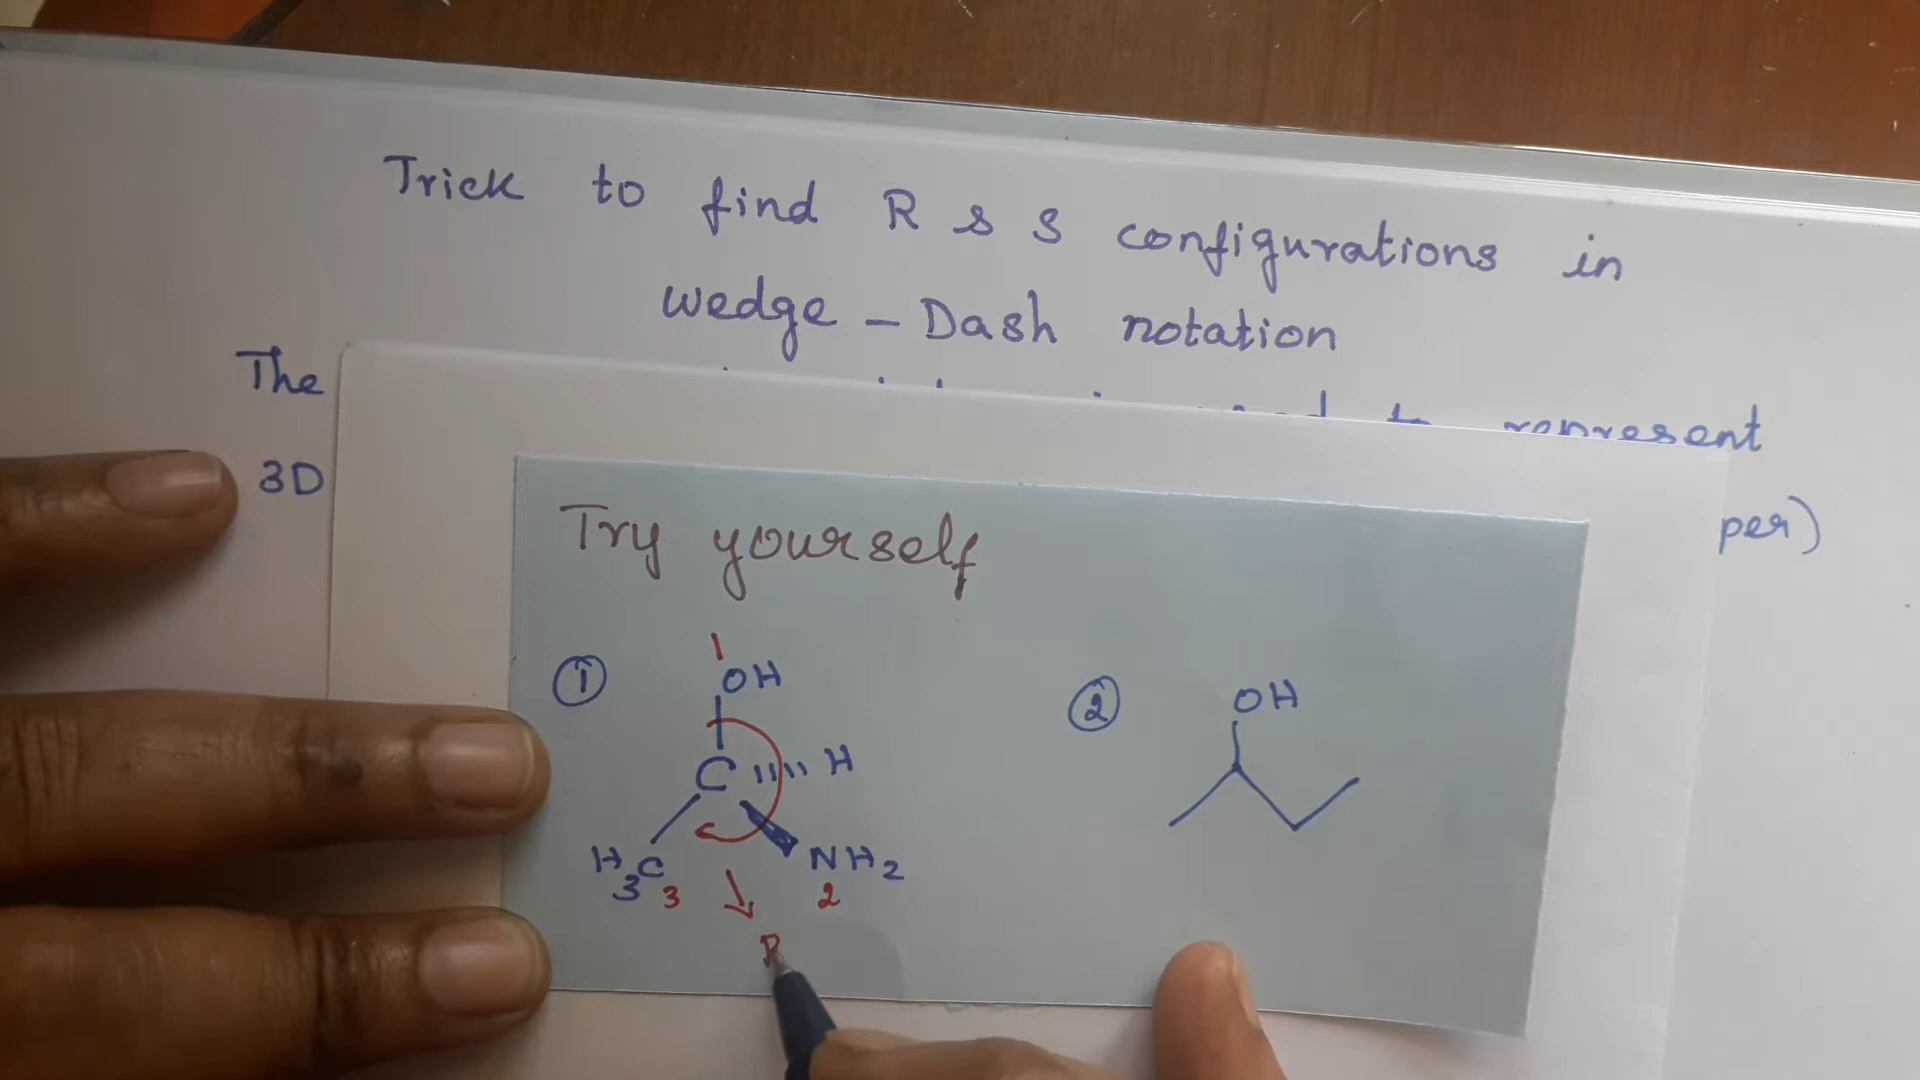 Trick to find R & S configurations in
wedge - Dash notation
The represent
3D per)
Try yourself
1
① OH
C H
H3C NH2
3 2
R
② OH